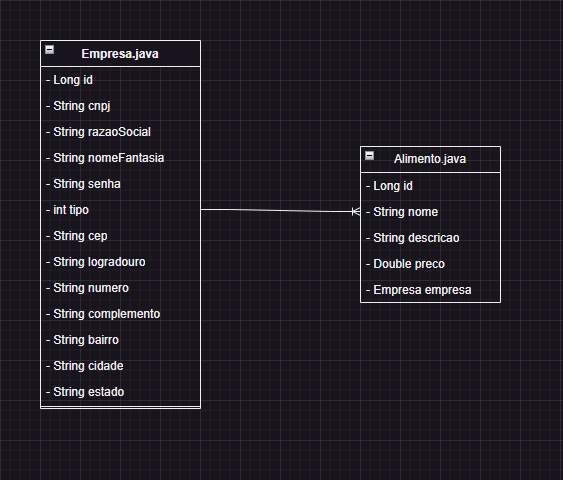 Empresa.java
- Long id
- String cnpj
- String razaoSocial
- String nomeFantasia
- String senha
- int tipo
- String cep
- String logradouro
- String numero
- String complemento
- String bairro
- String cidade
- String estado
Alimento.java
- Long id
- String nome
- String descricao
- Double preco
- Empresa empresa